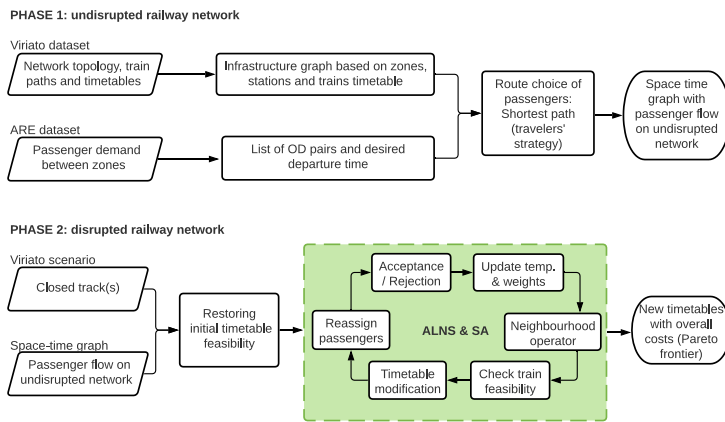 PHASE 1: undisrupted railway network
Viriato dataset
Network topology, train
paths and timetables
Infrastructure graph based on zones,
stations and trains timetable
ARE dataset
Passenger demand
between zones
List of OD pairs and desired
departure time
Route choice of
passengers:
Shortest path
(travelers'
strategy)
Space time
graph with
passenger flow
on undisrupted
network
PHASE 2: disrupted railway network
Viriato scenario
Closed track(s)
Space-time graph
Passenger flow on
undisrupted network
Restoring
initial timetable
feasibility
Acceptance
/ Rejection
Update temp.
& weights
Reassign
passengers
ALNS & SA
Neighbourhood
operator
Timetable
modification
Check train
feasibility
New timetables
with overall
costs (Pareto
frontier)